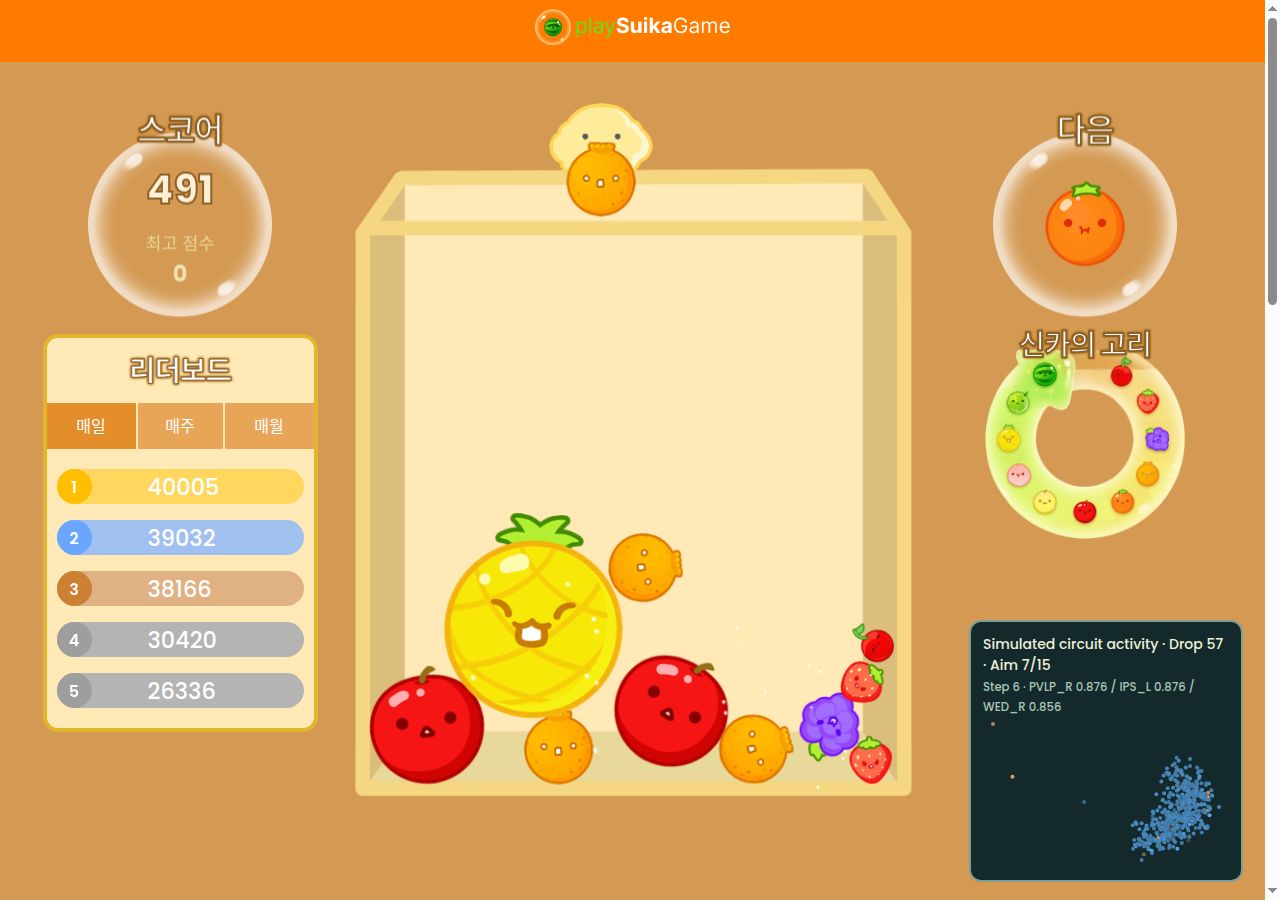 playSuikaGame
스코어
491
최고 점수
0
다음
신카의 고리
리더보드
매일 매주 매월
1 40005
2 39032
3 38166
4 30420
5 26336
Simulated circuit activity · Drop 57
· Aim 7/15
Step 6 · PVLP_R 0.876 / IPS_L 0.876 /
WED_R 0.856